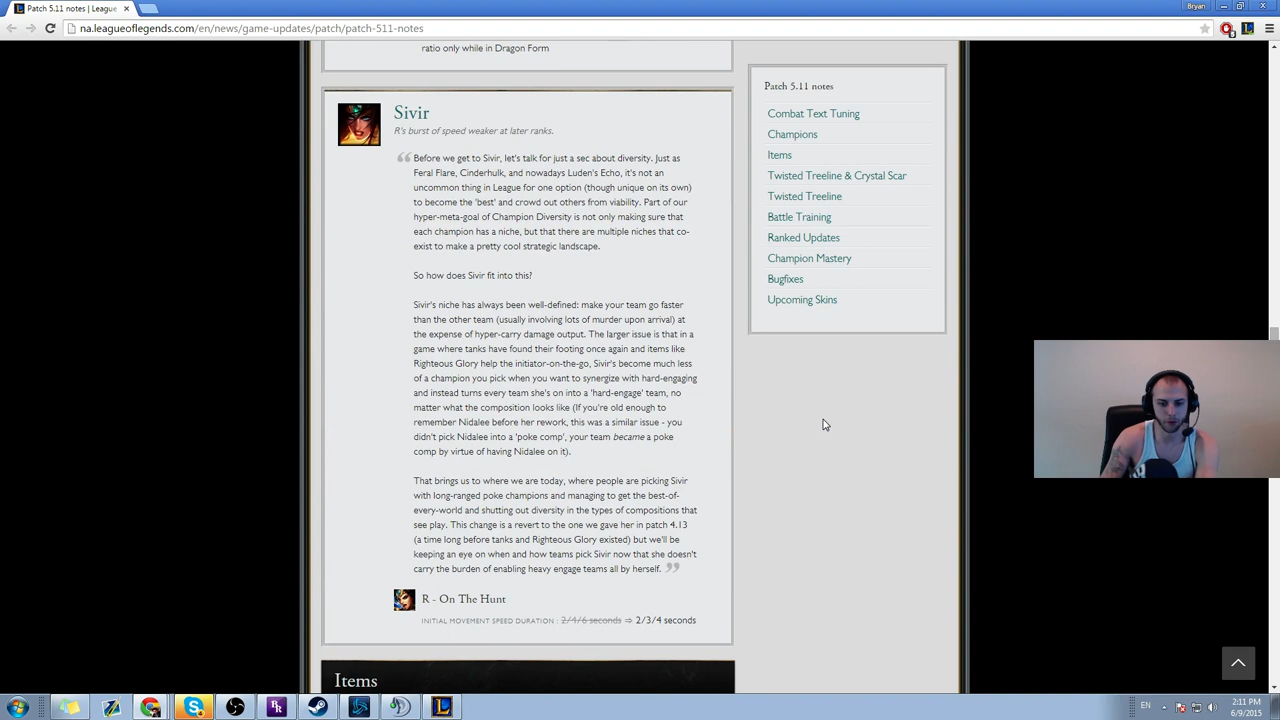 Patch 5.11 notes | League
Bryan
na.leagueoflegends.com/en/news/game-updates/patch/patch-511-notes
ratio only while in Dragon Form
Sivir
R's burst of speed weaker at later ranks.
Before we get to Sivir, let's talk for just a sec about diversity. Just as
Feral Flare, Cinderhulk, and nowadays Luden's Echo, it's not an
uncommon thing in League for one option (though unique on its own)
to become the 'best' and crowd out others from viability. Part of our
hyper-meta-goal of Champion Diversity is not only making sure that
each champion has a niche, but that there are multiple niches that co-
exist to make a pretty cool strategic landscape.
So how does Sivir fit into this?
Sivir's niche has always been well-defined: make your team go faster
than the other team (usually involving lots of murder upon arrival) at
the expense of hyper-carry damage output. The larger issue is that in a
game where tanks have found their footing once again and items like
Righteous Glory help the initiator-on-the-go, Sivir's become much less
of a champion you pick when you want to synergize with hard-engaging
and instead turns every team she's on into a 'hard-engage' team, no
matter what the composition looks like (If you're old enough to
remember Nidalee before her rework, this was a similar issue - you
didn't pick Nidalee into a 'poke comp', your team became a poke
comp by virtue of having Nidalee on it).
That brings us to where we are today, where people are picking Sivir
with long-ranged poke champions and managing to get the best-of-
every-world and shutting out diversity in the types of compositions that
see play. This change is a revert to the one we gave her in patch 4.13
(a time long before tanks and Righteous Glory existed) but we'll be
keeping an eye on when and how teams pick Sivir now that she doesn't
carry the burden of enabling heavy engage teams all by herself.
R - On The Hunt
INITIAL MOVEMENT SPEED DURATION : 2/4/6 seconds ⇒ 2/3/4 seconds
Items
Patch 5.11 notes
Combat Text Tuning
Champions
Items
Twisted Treeline & Crystal Scar
Twisted Treeline
Battle Training
Ranked Updates
Champion Mastery
Bugfixes
Upcoming Skins
EN
2:11 PM
6/9/2015